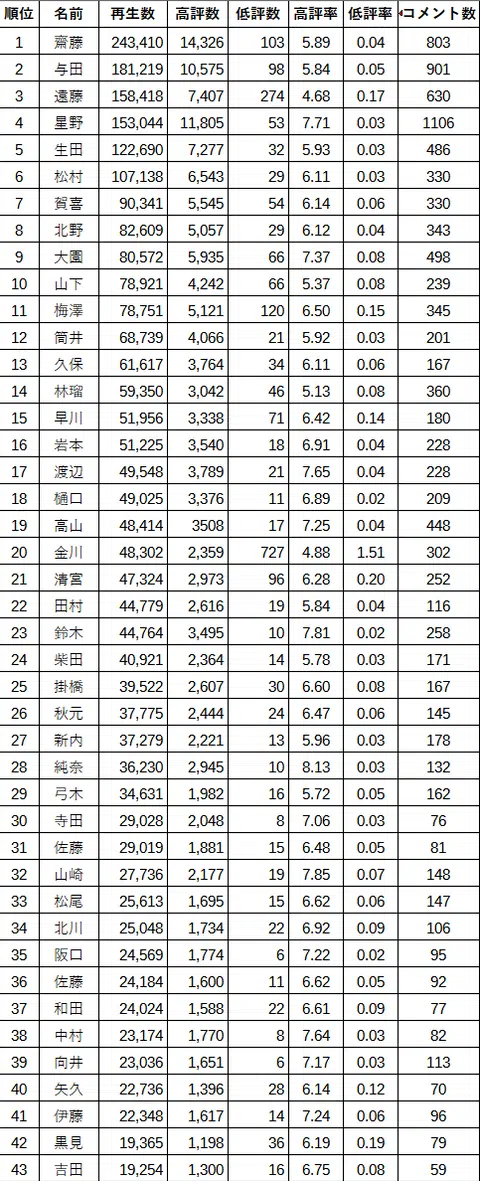 順位 名前 再生数 高評数 低評数 高評率 低評率 コメント数
1 齋藤 243,410 14,326 103 5.89 0.04 803
2 与田 181,219 10,575 98 5.84 0.05 901
3 遠藤 158,418 7,407 274 4.68 0.17 630
4 星野 153,044 11,805 53 7.71 0.03 1106
5 生田 122,690 7,277 32 5.93 0.03 486
6 松村 107,138 6,543 29 6.11 0.03 330
7 賀喜 90,341 5,545 54 6.14 0.06 330
8 北野 82,609 5,057 29 6.12 0.04 343
9 大園 80,572 5,935 66 7.37 0.08 498
10 山下 78,921 4,242 66 5.37 0.08 239
11 梅澤 78,751 5,121 120 6.50 0.15 345
12 筒井 68,739 4,066 21 5.92 0.03 201
13 久保 61,617 3,764 34 6.11 0.06 167
14 林瑠 59,350 3,042 46 5.13 0.08 360
15 早川 51,956 3,338 71 6.42 0.14 180
16 岩本 51,225 3,540 18 6.91 0.04 228
17 渡辺 49,548 3,789 21 7.65 0.04 228
18 樋口 49,025 3,376 11 6.89 0.02 209
19 高山 48,414 3508 17 7.25 0.04 448
20 金川 48,302 2,359 727 4.88 1.51 302
21 清宮 47,324 2,973 96 6.28 0.20 252
22 田村 44,779 2,616 19 5.84 0.04 116
23 鈴木 44,764 3,495 10 7.81 0.02 258
24 柴田 40,921 2,364 14 5.78 0.03 171
25 掛橋 39,522 2,607 30 6.60 0.08 167
26 秋元 37,775 2,444 24 6.47 0.06 145
27 新内 37,279 2,221 13 5.96 0.03 178
28 純奈 36,230 2,945 10 8.13 0.03 132
29 弓木 34,631 1,982 16 5.72 0.05 162
30 寺田 29,028 2,048 8 7.06 0.03 76
31 佐藤 29,019 1,881 15 6.48 0.05 81
32 山崎 27,736 2,177 19 7.85 0.07 148
33 松尾 25,613 1,695 15 6.62 0.06 147
34 北川 25,048 1,734 22 6.92 0.09 106
35 阪口 24,569 1,774 6 7.22 0.02 95
36 佐藤 24,184 1,600 11 6.62 0.05 92
37 和田 24,024 1,588 22 6.61 0.09 77
38 中村 23,174 1,770 8 7.64 0.03 82
39 向井 23,036 1,651 6 7.17 0.03 113
40 矢久 22,736 1,396 28 6.14 0.12 70
41 伊藤 22,348 1,617 14 7.24 0.06 96
42 黒見 19,365 1,198 36 6.19 0.19 79
43 吉田 19,254 1,300 16 6.75 0.08 59